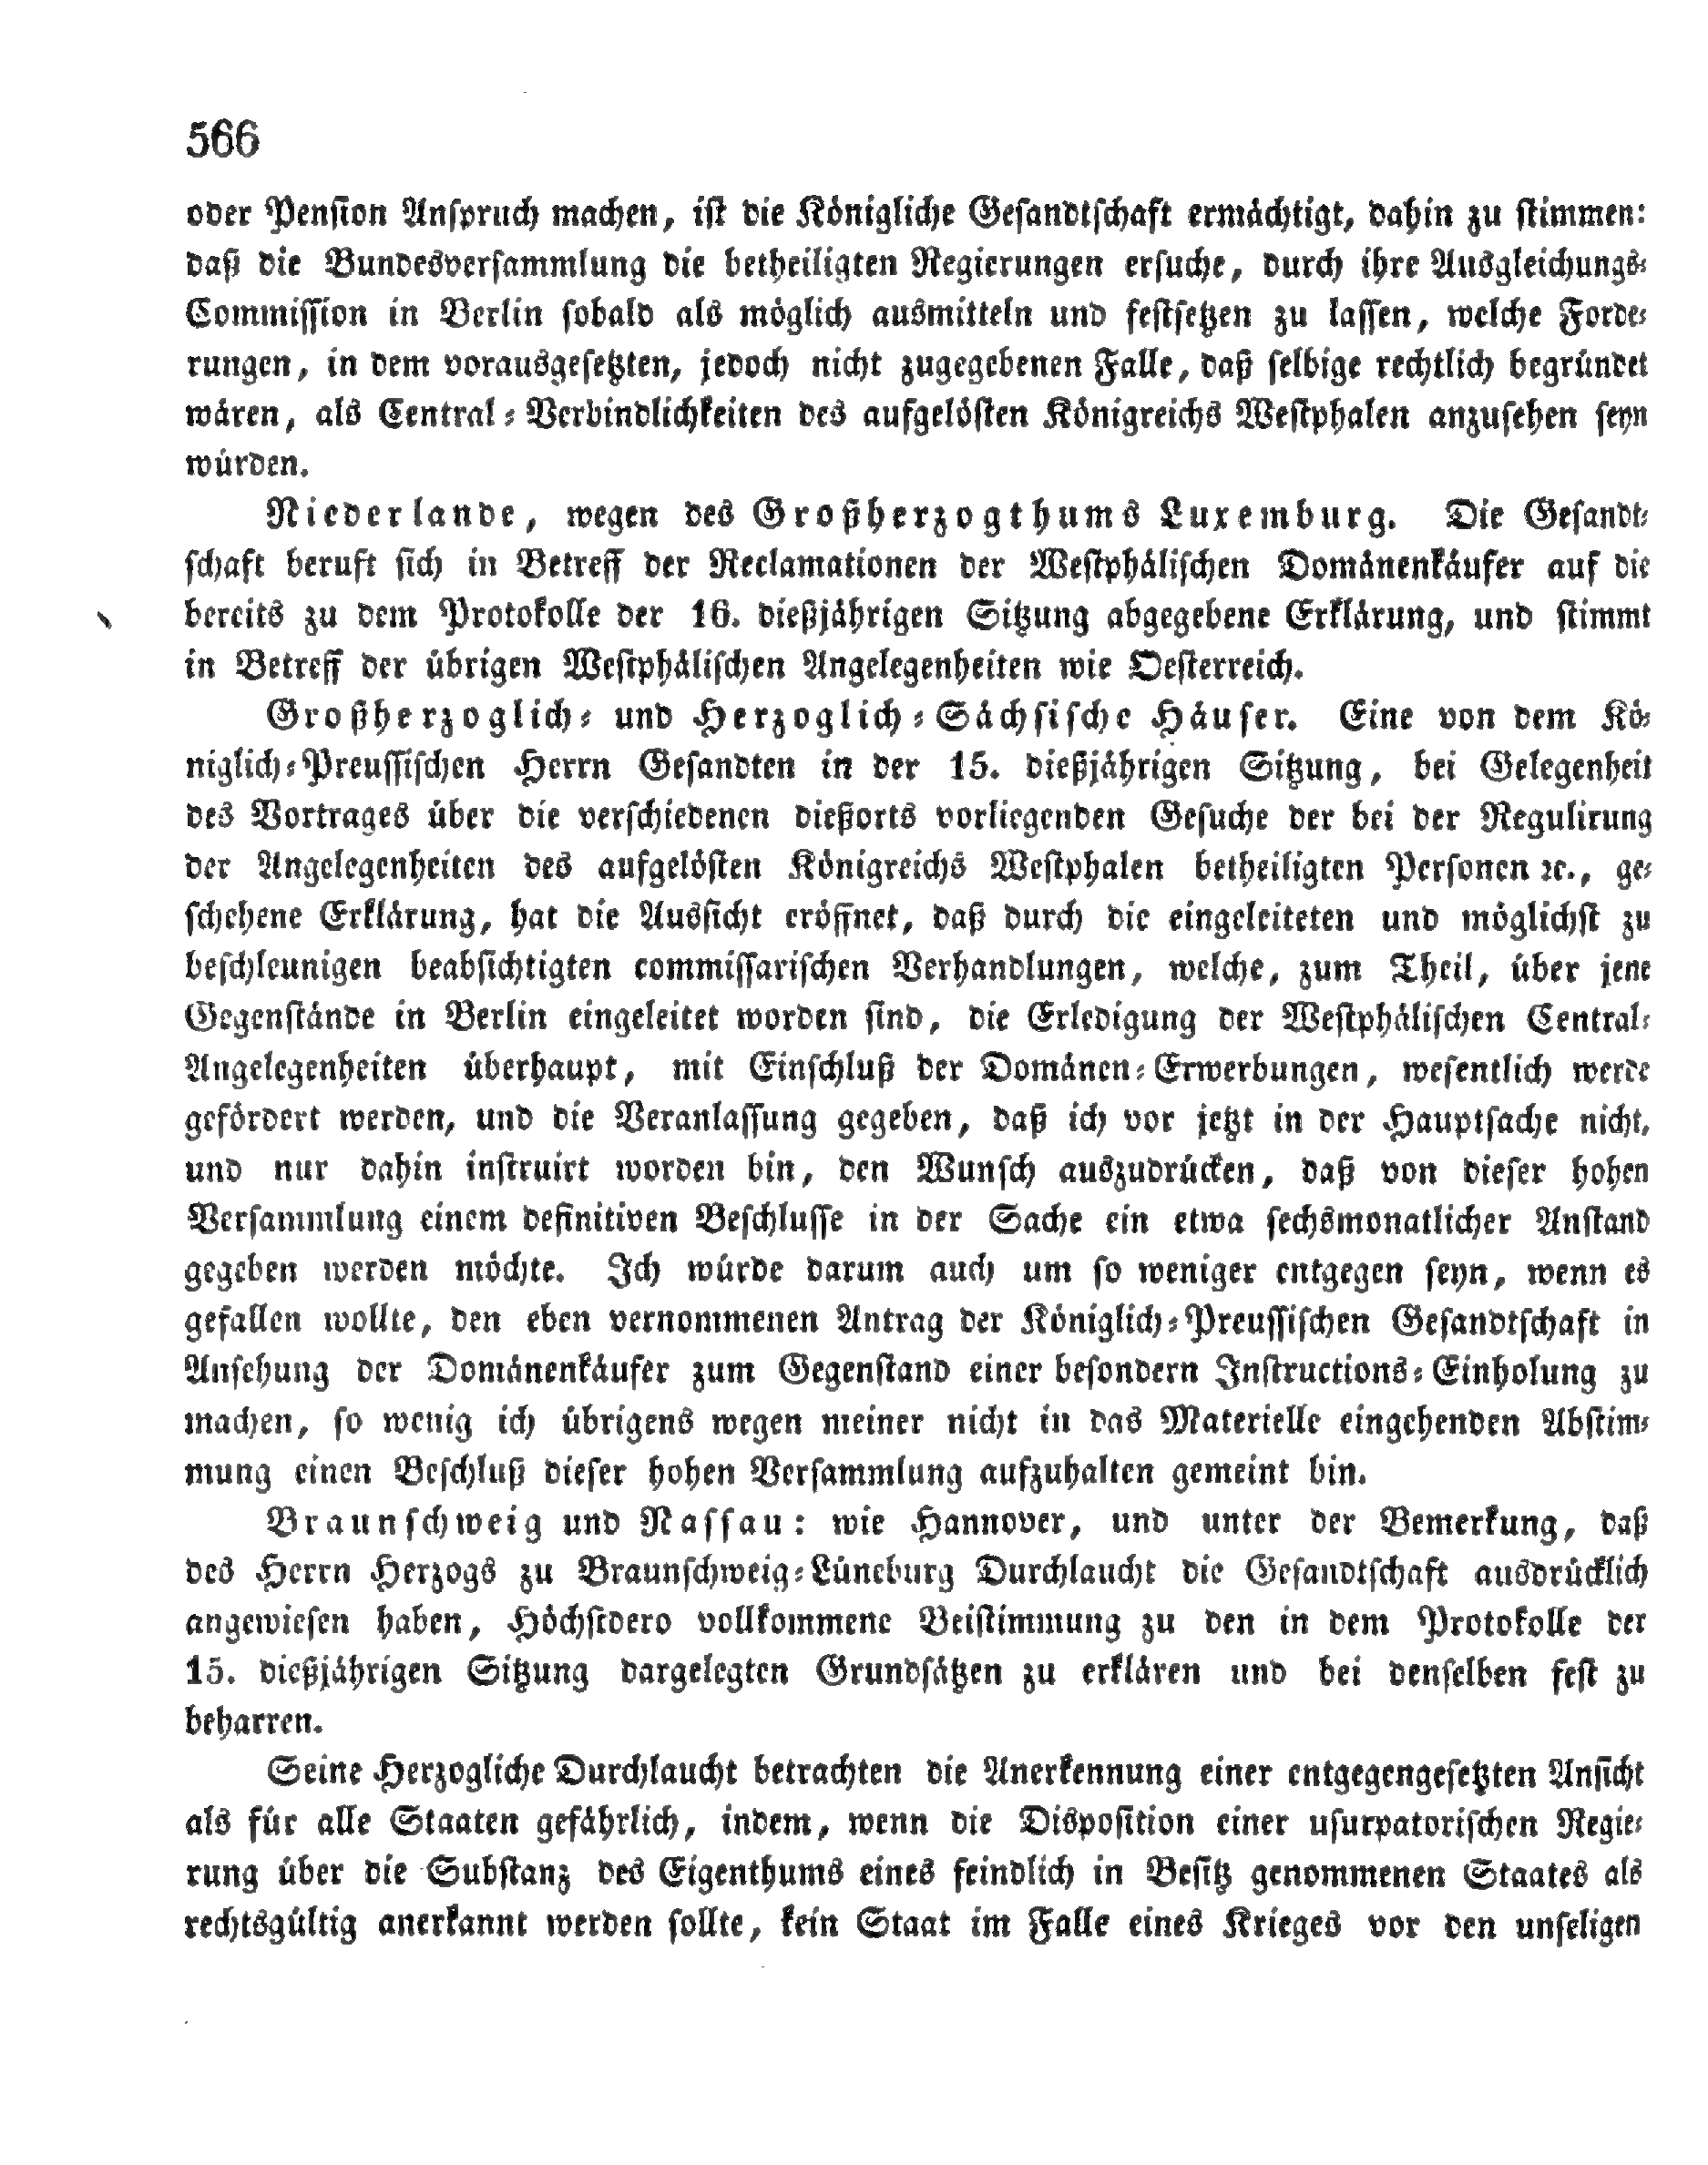 566
oder Pension Anspruch machen, ist die Königliche Gesandtschaft ermächtigt, dahin zu stimmen:
daß die Bundesversammlung die betheiligten Regierungen ersuche, durch ihre Ausgleichungs-
Commission in Berlin sobald als möglich ausmitteln und festsetzen zu lassen, welche Forde-
rungen, in dem vorausgesetzten, jedoch nicht zugegebenen Falle, daß selbige rechtlich begründet
wären, als Central-Verbindlichkeiten des aufgelösten Königreichs Westphalen anzusehen seyn
würden.
Niederlande, wegen des Großherzogthums Luxemburg. Die Gesandt-
schaft beruft sich in Betreff der Reclamationen der Westphälischen Domänenkäufer auf die
bereits zu dem Protokolle der 16. dießjährigen Sitzung abgegebene Erklärung, und stimmt
in Betreff der übrigen Westphälischen Angelegenheiten wie Oesterreich.
Großherzoglich- und Herzoglich-Sächsische Häuser. Eine von dem Kö-
niglich-Preussischen Herrn Gesandten in der 15. dießjährigen Sitzung, bei Gelegenheit
des Vortrages über die verschiedenen dießorts vorliegenden Gesuche der bei der Regulirung
der Angelegenheiten des aufgelösten Königreichs Westphalen betheiligten Personen ꝛc., ge-
schehene Erklärung, hat die Aussicht eröffnet, daß durch die eingeleiteten und möglichst zu
beschleunigen beabsichtigten commissarischen Verhandlungen, welche, zum Theil, über jene
Gegenstände in Berlin eingeleitet worden sind, die Erledigung der Westphälischen Central-
Angelegenheiten überhaupt, mit Einschluß der Domänen-Erwerbungen, wesentlich werde
gefördert werden, und die Veranlassung gegeben, daß ich vor jetzt in der Hauptsache nicht,
und nur dahin instruirt worden bin, den Wunsch auszudrücken, daß von dieser hohen
Versammlung einem definitiven Beschlusse in der Sache ein etwa sechsmonatlicher Anstand
gegeben werden möchte. Ich würde darum auch um so weniger entgegen seyn, wenn es
gefallen wollte, den eben vernommenen Antrag der Königlich-Preussischen Gesandtschaft in
Ansehung der Domänenkäufer zum Gegenstand einer besondern Instructions-Einholung zu
machen, so wenig ich übrigens wegen meiner nicht in das Materielle eingehenden Abstim-
mung einen Beschluß dieser hohen Versammlung aufzuhalten gemeint bin.
Braunschweig und Nassau: wie Hannover, und unter der Bemerkung, daß
des Herrn Herzogs zu Braunschweig-Lüneburg Durchlaucht die Gesandtschaft ausdrücklich
angewiesen haben, Höchstdero vollkommene Beistimmung zu den in dem Protokolle der
15. dießjährigen Sitzung dargelegten Grundsätzen zu erklären und bei denselben fest zu
beharren.
Seine Herzogliche Durchlaucht betrachten die Anerkennung einer entgegengesetzten Ansicht
als für alle Staaten gefährlich, indem, wenn die Disposition einer usurpatorischen Regie-
rung über die Substanz des Eigenthums eines feindlich in Besitz genommenen Staates als
rechtsgültig anerkannt werden sollte, kein Staat im Falle eines Krieges vor den unseligen